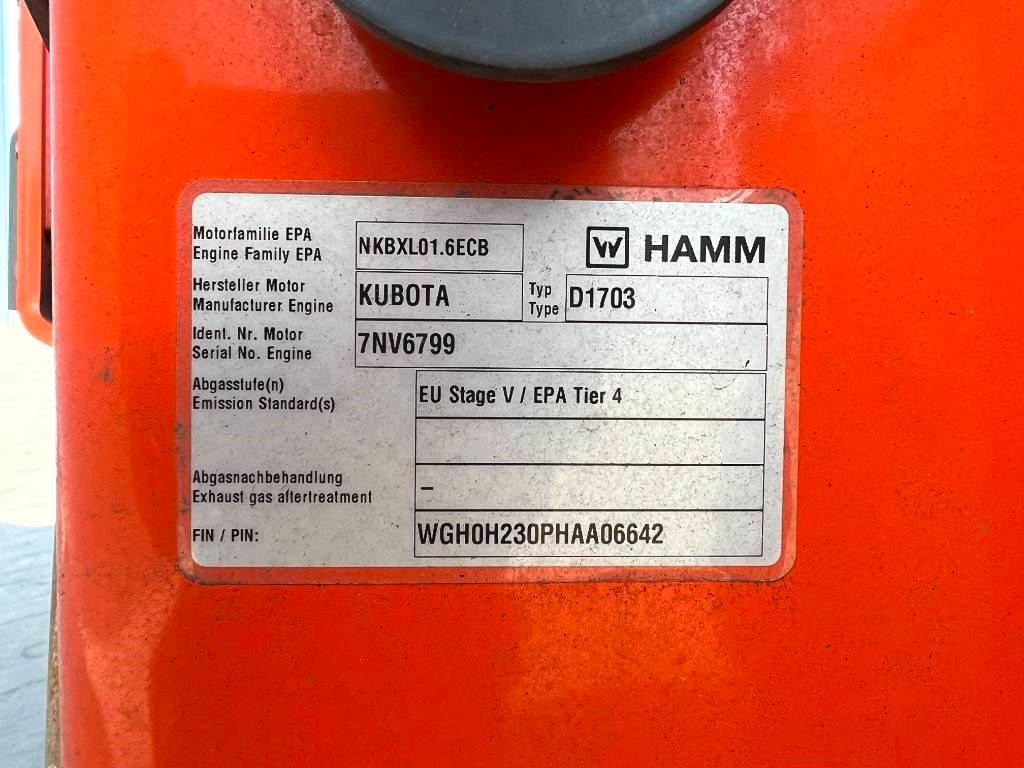 Motorfamilie EPA
Engine Family EPA
NKBXL01.6ECB
W HAMM
Hersteller Motor
Manufacturer Engine
KUBOTA
Typ
Type
D1703
Ident. Nr. Motor
Serial No. Engine
7NV6799
Abgasstufe(n)
Emission Standard(s)
EU Stage V / EPA Tier 4
Abgasnachbehandlung
Exhaust gas aftertreatment
–
FIN / PIN:
WGH0H230PHAA06642